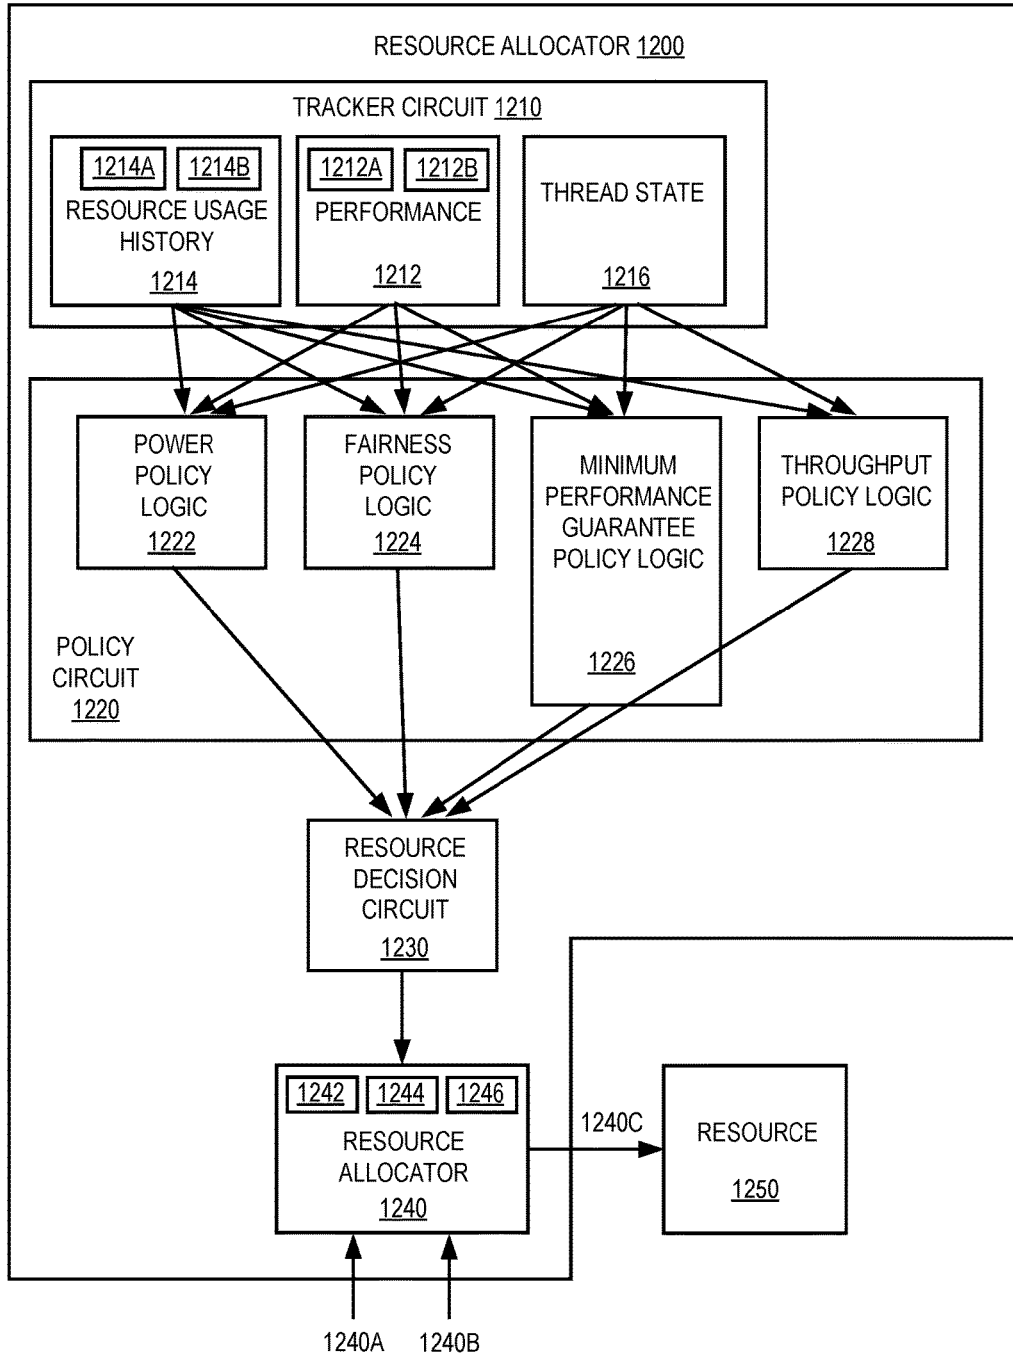 RESOURCE ALLOCATOR 1200
TRACKER CIRCUIT 1210
1214A 1214B
RESOURCE USAGE
HISTORY
1214
1212A 1212B
PERFORMANCE
1212
THREAD STATE
1216
POWER
POLICY
LOGIC
1222
FAIRNESS
POLICY
LOGIC
1224
MINIMUM
PERFORMANCE
GUARANTEE
POLICY LOGIC
1226
THROUGHPUT
POLICY LOGIC
1228
POLICY
CIRCUIT
1220
RESOURCE
DECISION
CIRCUIT
1230
1242 1244 1246
RESOURCE
ALLOCATOR
1240
1240C
RESOURCE
1250
1240A 1240B